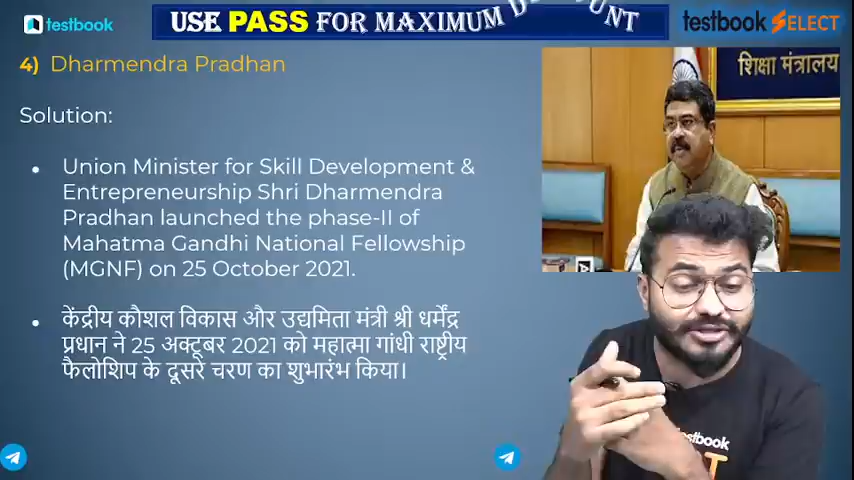 testbook
USE PASS FOR MAXIMUM DISCOUNT
testbook SELECT
4) Dharmendra Pradhan
शिक्षा मंत्रालय
Solution:
Union Minister for Skill Development &
Entrepreneurship Shri Dharmendra
Pradhan launched the phase-II of
Mahatma Gandhi National Fellowship
(MGNF) on 25 October 2021.
केंद्रीय कौशल विकास और उद्यमिता मंत्री श्री धर्मेंद्र
प्रधान ने 25 अक्टूबर 2021 को महात्मा गांधी राष्ट्रीय
फैलोशिप के दूसरे चरण का शुभारंभ किया।
testbook